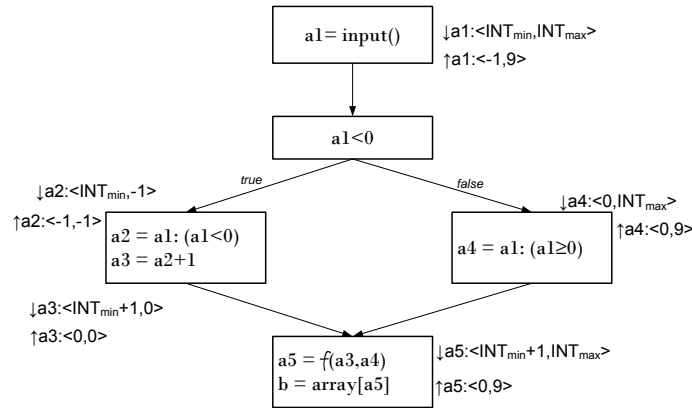 a1= input()
↓a1:<INTmin,INTmax>
↑a1:<-1,9>
a1<0
true
false
↓a2:<INTmin,-1>
↑a2:<-1,-1>
↓a4:<0,INTmax>
↑a4:<0,9>
a2 = a1: (a1<0)
a3 = a2+1
a4 = a1: (a1≥0)
↓a3:<INTmin+1,0>
↑a3:<0,0>
a5 = f(a3,a4)
b = array[a5]
↓a5:<INTmin+1,INTmax>
↑a5:<0,9>